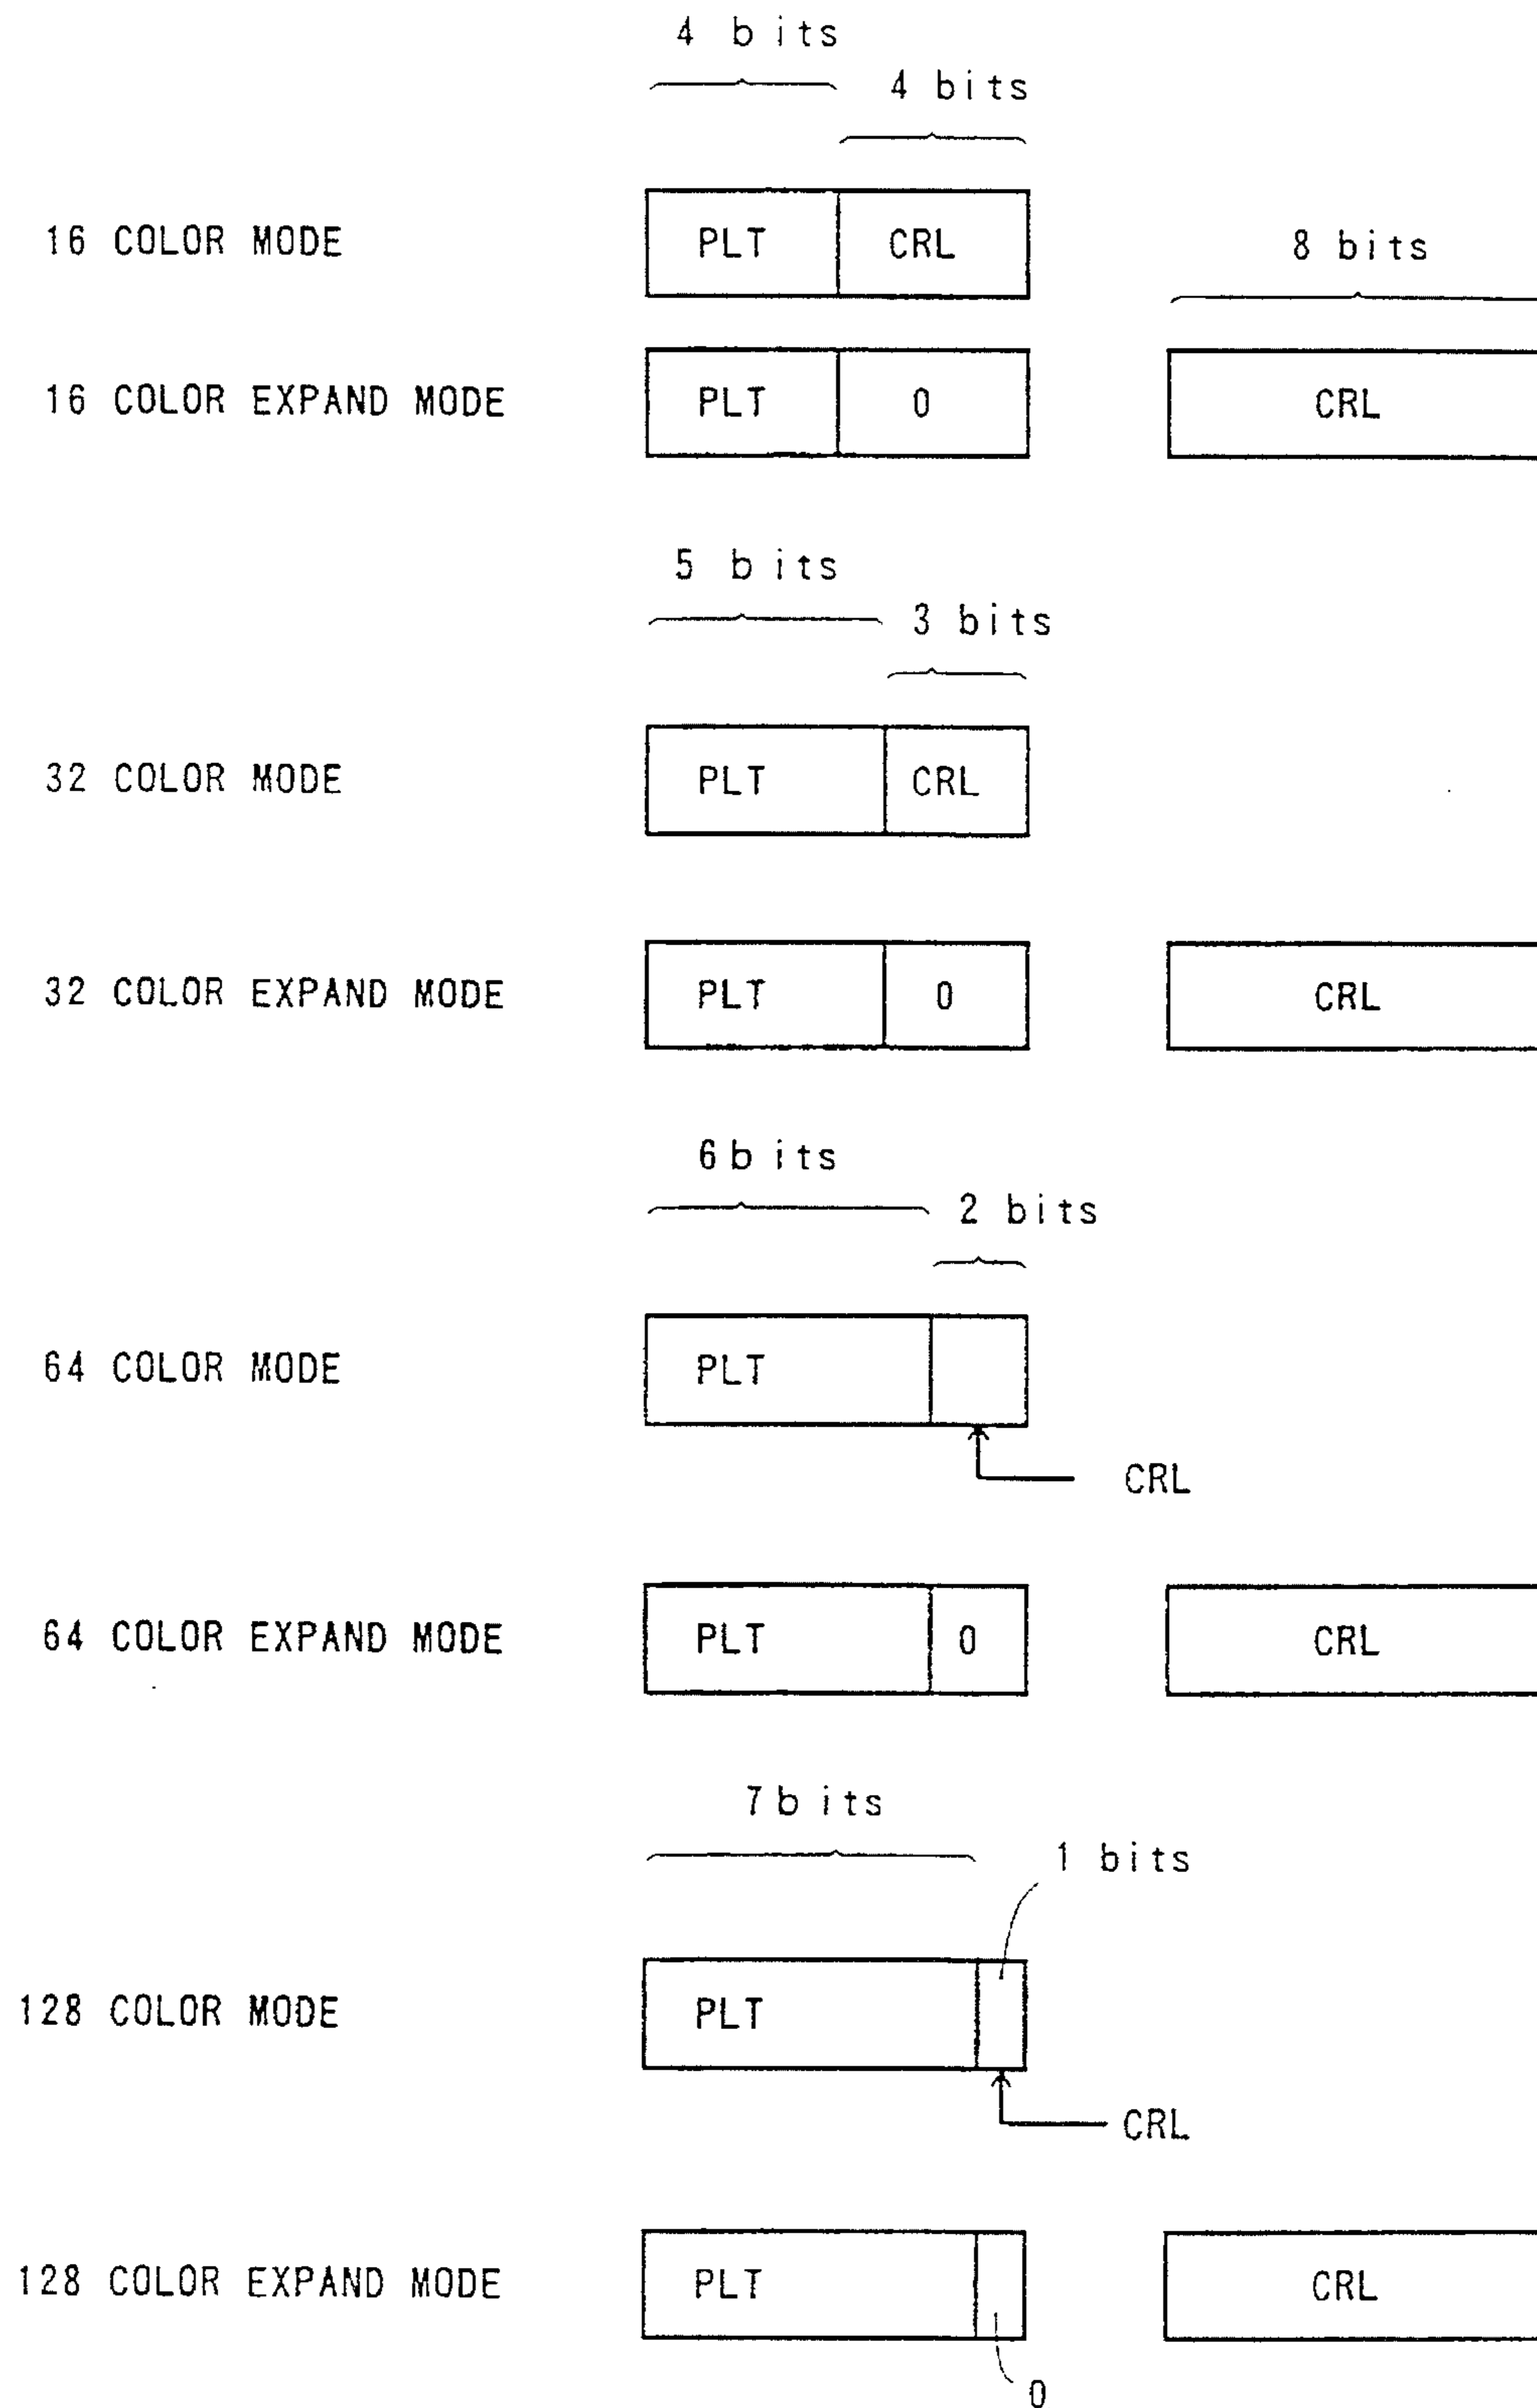 4 bits
4 bits
16 COLOR MODE PLT CRL
8 bits
16 COLOR EXPAND MODE PLT 0 CRL
5 bits
3 bits
32 COLOR MODE PLT CRL
32 COLOR EXPAND MODE PLT 0 CRL
6 bits
2 bits
64 COLOR MODE PLT
CRL
64 COLOR EXPAND MODE PLT 0 CRL
7 bits
1 bits
128 COLOR MODE PLT
CRL
128 COLOR EXPAND MODE PLT CRL
0